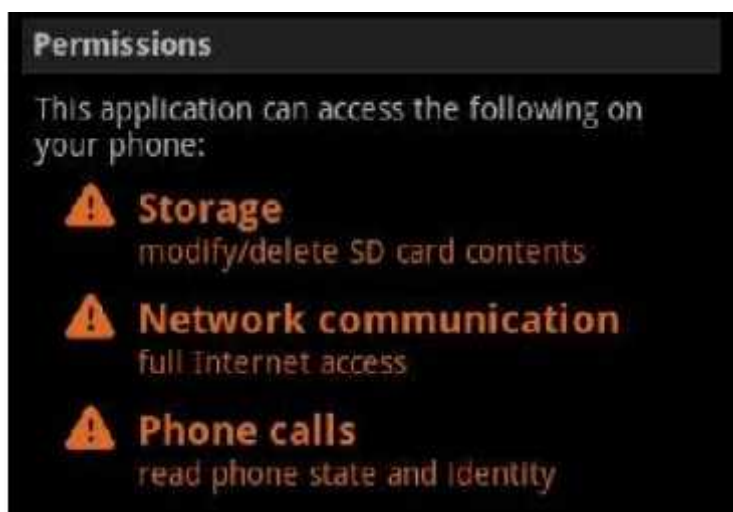 Permissions
This application can access the following on
your phone:
Storage
modify/delete SD card contents
Network communication
full Internet access
Phone calls
read phone state and identity